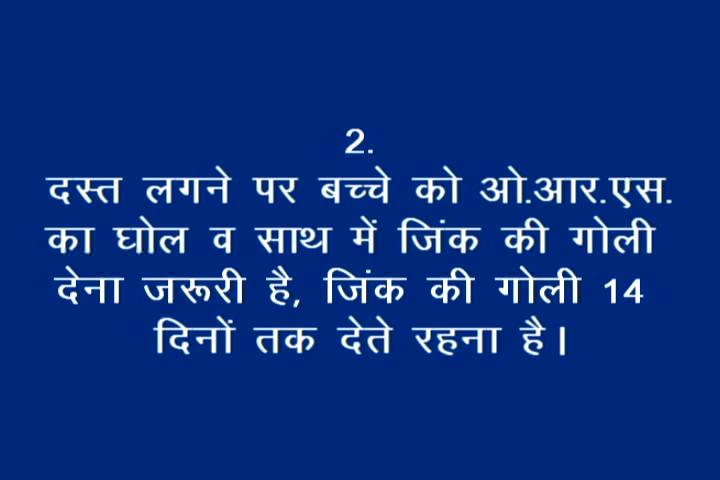 2.
दस्त लगने पर बच्चे को ओ.आर.एस.
का घोल व साथ में जिंक की गोली
देना जरूरी है, जिंक की गोली 14
दिनों तक देते रहना है।